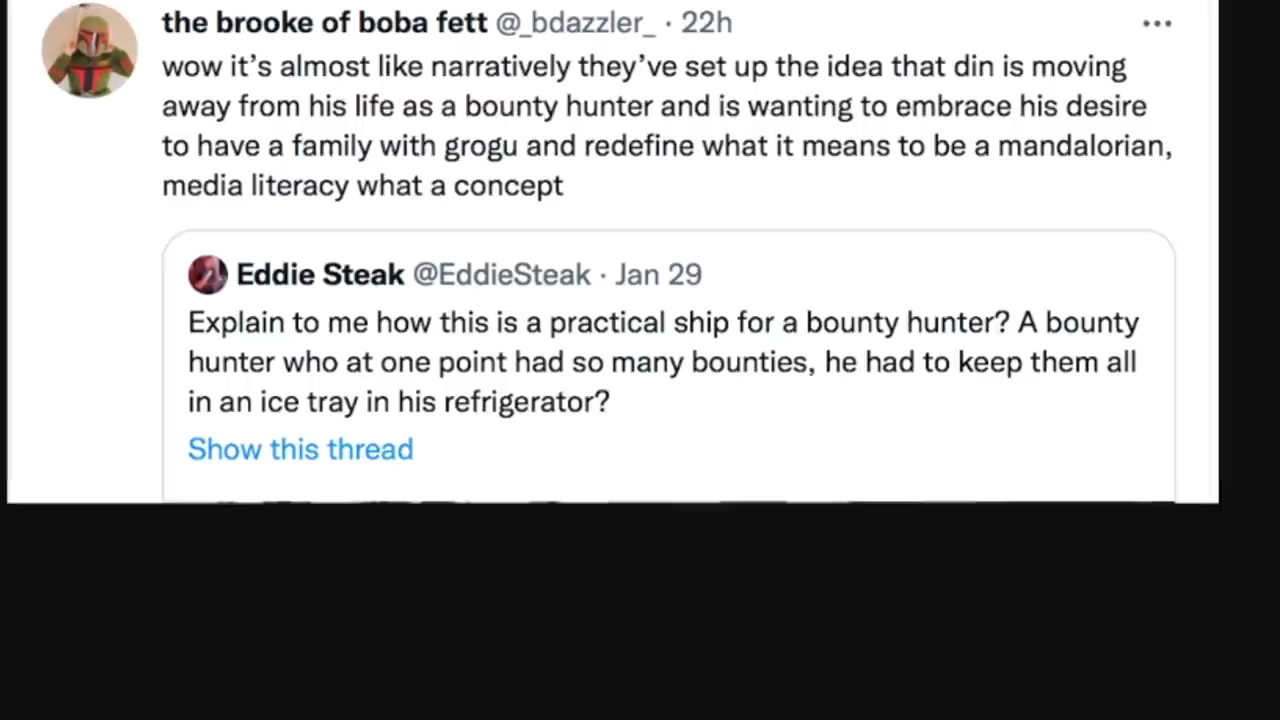 the brooke of boba fett @_bdazzler_ · 22h
wow it’s almost like narratively they’ve set up the idea that din is moving
away from his life as a bounty hunter and is wanting to embrace his desire
to have a family with grogu and redefine what it means to be a mandalorian,
media literacy what a concept
Eddie Steak @EddieSteak · Jan 29
Explain to me how this is a practical ship for a bounty hunter? A bounty
hunter who at one point had so many bounties, he had to keep them all
in an ice tray in his refrigerator?
Show this thread